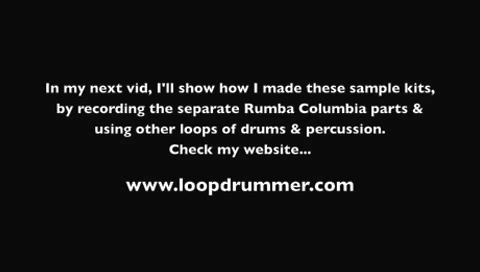 In my next vid, I'll show how I made these sample kits,
by recording the separate Rumba Columbia parts &
using other loops of drums & percussion.
Check my website...
www.loopdrummer.com